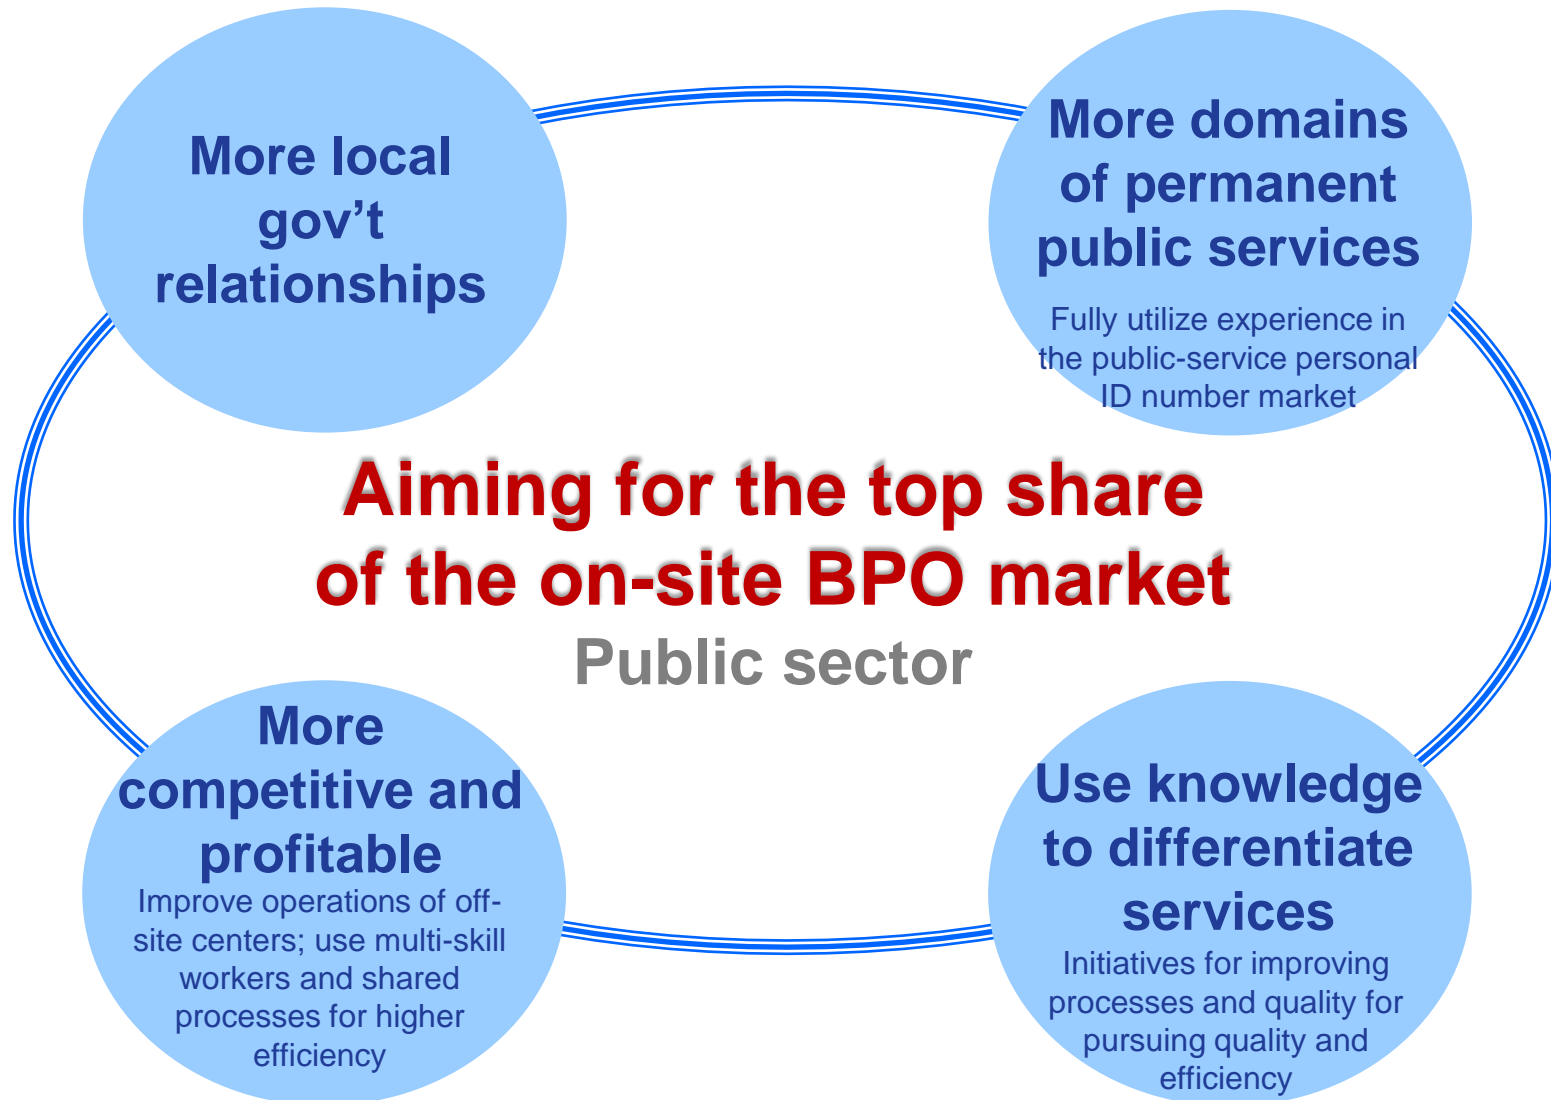 More local
gov’t
relationships
More domains
of permanent
public services
Fully utilize experience in
the public-service personal
ID number market
Aiming for the top share
of the on-site BPO market
Public sector
More
competitive and
profitable
Improve operations of off-
site centers; use multi-skill
workers and shared
processes for higher
efficiency
Use knowledge
to differentiate
services
Initiatives for improving
processes and quality for
pursuing quality and
efficiency